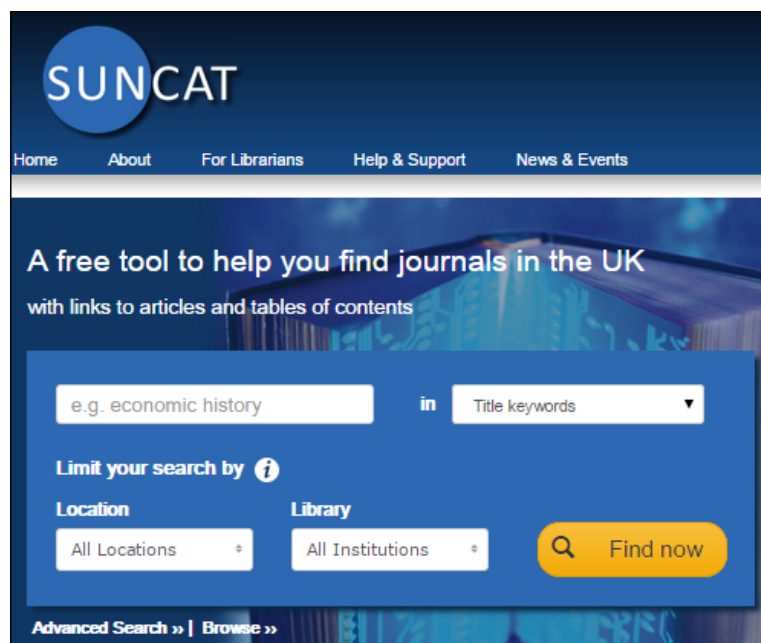 SUNCAT
Home About For Librarians Help & Support News & Events
A free tool to help you find journals in the UK
with links to articles and tables of contents
e.g. economic history in Title keywords
Limit your search by i
Location Library
All Locations All Institutions Find now
Advanced Search » | Browse »